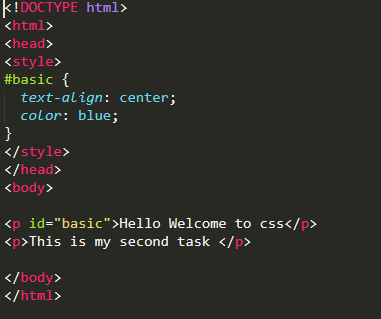 <!DOCTYPE html>
<html>
<head>
<style>
#basic {
  text-align: center;
  color: blue;
}
</style>
</head>
<body>

<p id="basic">Hello Welcome to css</p>
<p>This is my second task </p>

</body>
</html>